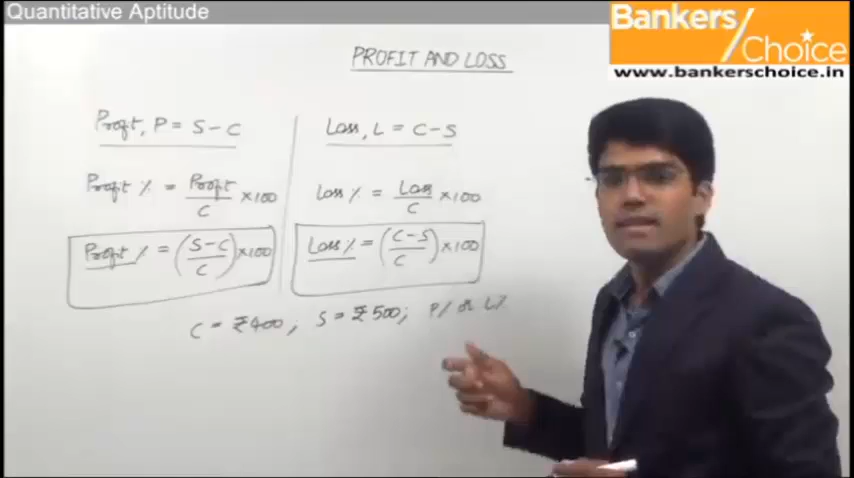 Quantitative Aptitude
Bankers
Choice
www.bankerschoice.in
PROFIT AND LOSS
Profit, P = S - C
Profit % = Profit/C × 100
Profit % = (S-C/C) × 100
Loss, L = C - S
Loss % = Loss/C × 100
Loss % = (C-S/C) × 100
C = ₹400; S = ₹500; P% or L%